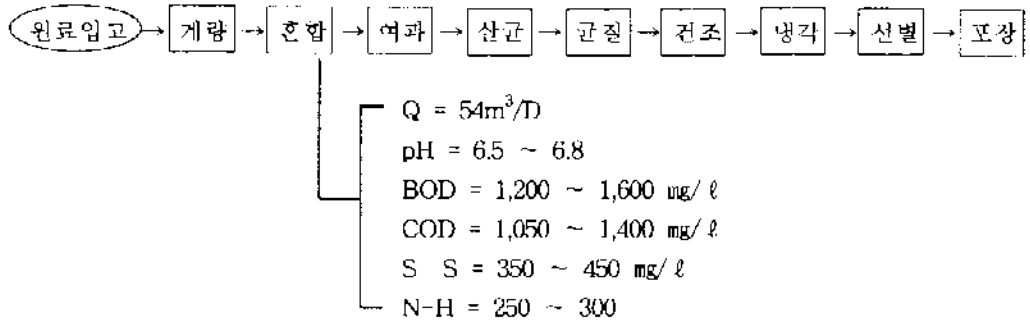 원료입고 → 계량 → 혼합 → 여과 → 살균 → 균질 → 건조 → 냉각 → 선별 → 포장
Q = 54m³/D
pH = 6.5 ~ 6.8
BOD = 1,200 ~ 1,600 ㎎/ℓ
COD = 1,050 ~ 1,400 ㎎/ℓ
S S = 350 ~ 450 ㎎/ℓ
N-H = 250 ~ 300